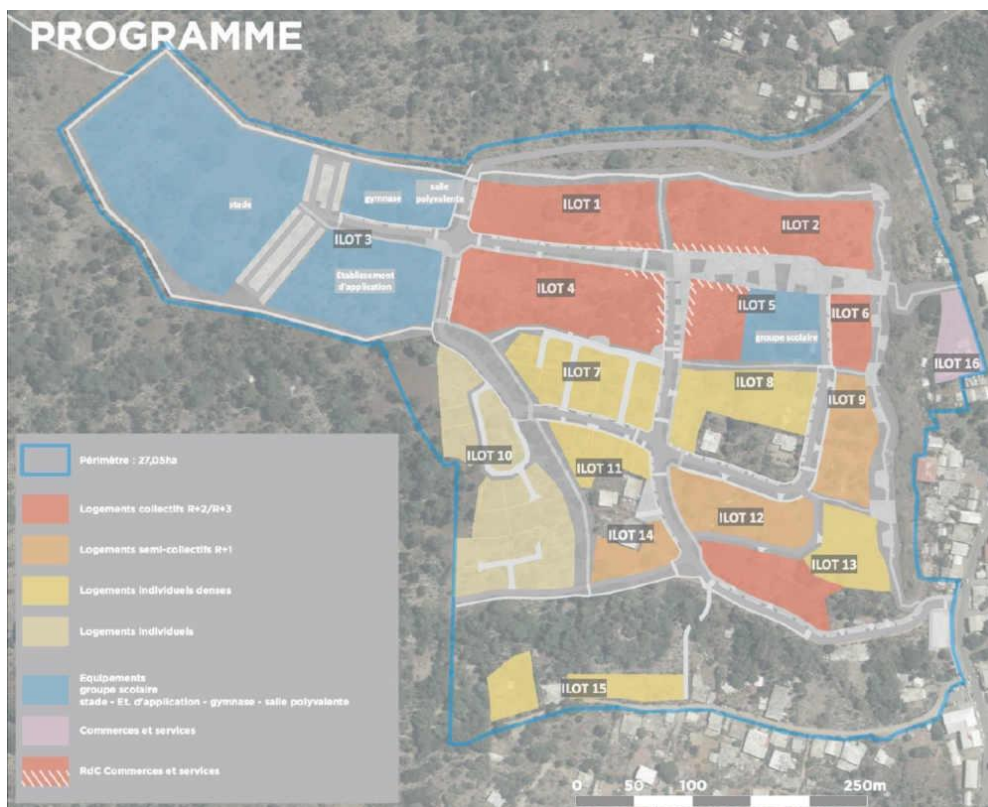 PROGRAMME
stade
gymnase
salle
polyvalente
ILOT 1
ILOT 2
ILOT 3
Etablissement
d'application
ILOT 4
ILOT 5
groupe scolaire
ILOT 6
ILOT 16
ILOT 7
ILOT 8
ILOT 9
ILOT 10
ILOT 11
ILOT 12
ILOT 14
ILOT 13
ILOT 15
Périmètre : 27,05ha
Logements collectifs R+2/R+3
Logements semi-collectifs R+1
Logements individuels denses
Logements individuels
Equipements
groupe scolaire
stade - Et. d'application - gymnase - salle polyvalente
Commerces et services
RdC Commerces et services
0 50 100 250m